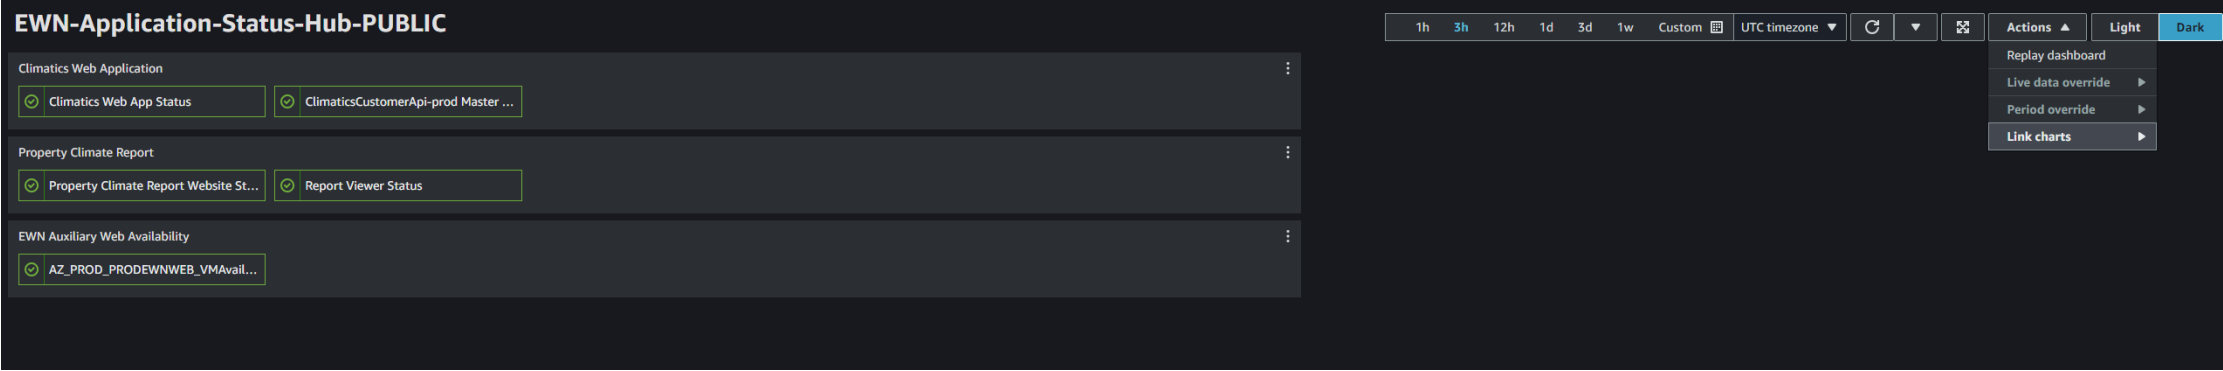 EWN-Application-Status-Hub-PUBLIC
1h 3h 12h 1d 3d 1w Custom UTC timezone Actions Light Dark
Replay dashboard
Live data override
Period override
Link charts
Climatics Web Application
Climatics Web App Status
ClimaticsCustomerApi-prod Master ...
Property Climate Report
Property Climate Report Website St...
Report Viewer Status
EWN Auxiliary Web Availability
AZ_PROD_PRODEWNWEB_VMAvail...